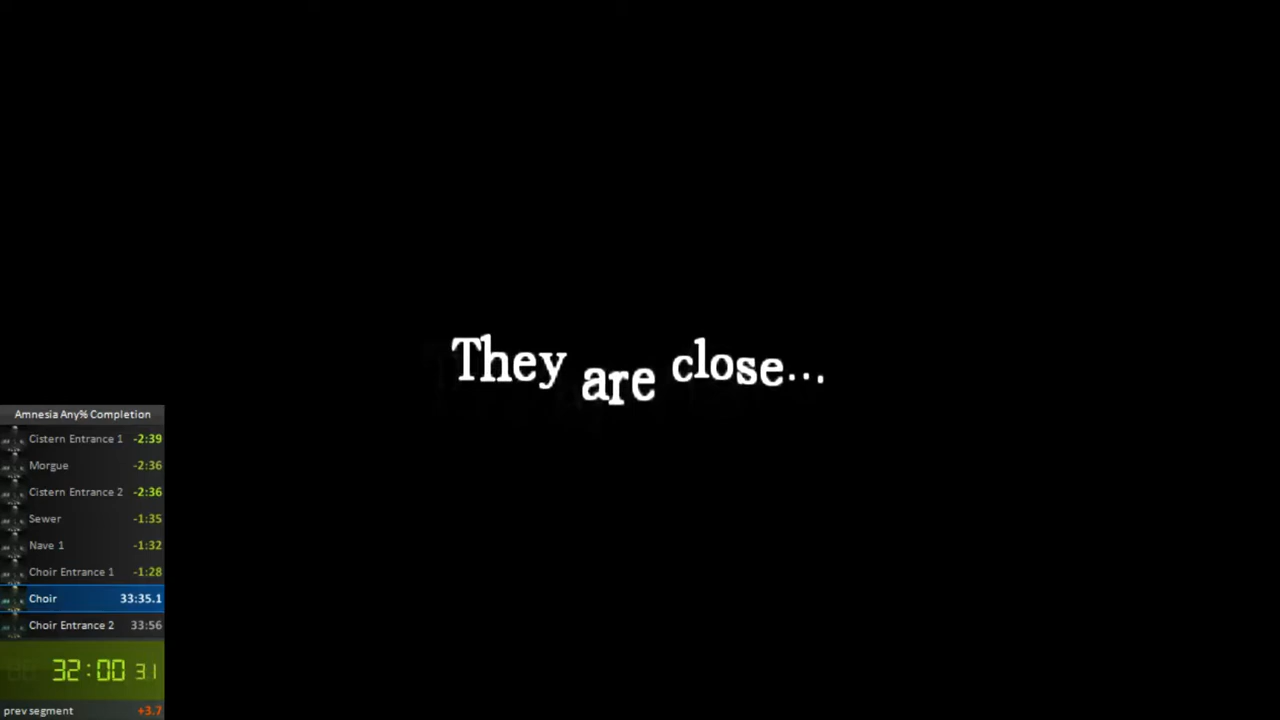 They are close...
Amnesia Any% Completion
Cistern Entrance 1 -2:39
Morgue -2:36
Cistern Entrance 2 -2:36
Sewer -1:35
Nave 1 -1:32
Choir Entrance 1 -1:28
Choir 33:35.1
Choir Entrance 2 33:56
32:00 31
prev segment +3.7